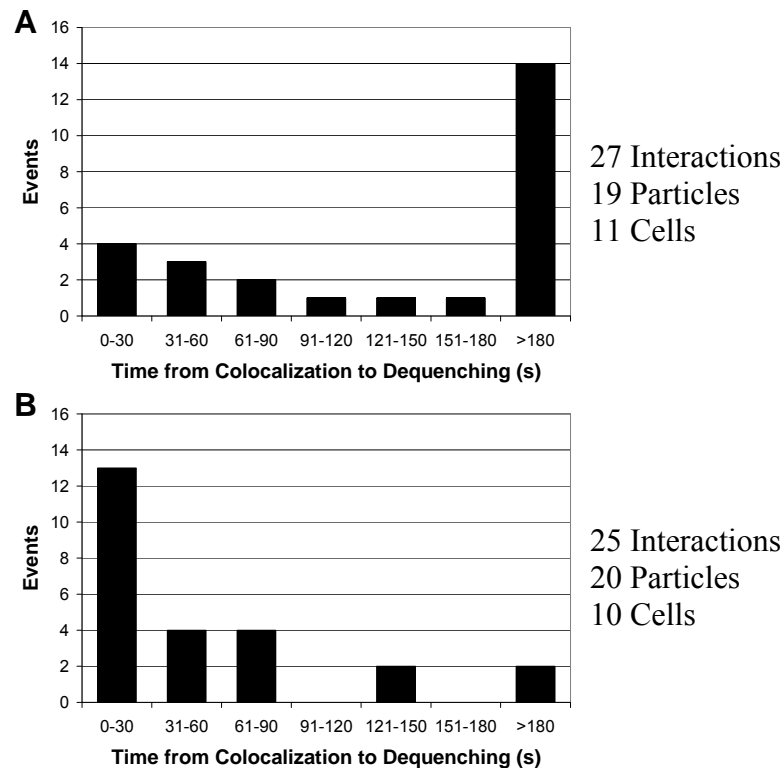 A
16
14
12
10
8
6
4
2
0
Events
0-30 31-60 61-90 91-120 121-150 151-180 >180
Time from Colocalization to Dequenching (s)
27 Interactions
19 Particles
11 Cells
B
16
14
12
10
8
6
4
2
0
Events
0-30 31-60 61-90 91-120 121-150 151-180 >180
Time from Colocalization to Dequenching (s)
25 Interactions
20 Particles
10 Cells